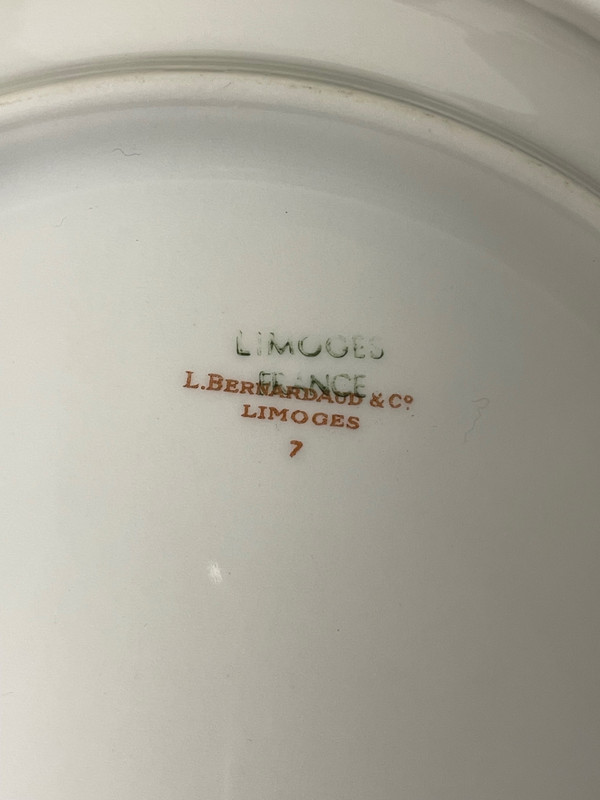 LIMOGES
FRANCE
L. BERNARDAUD & Cº
LIMOGES
7